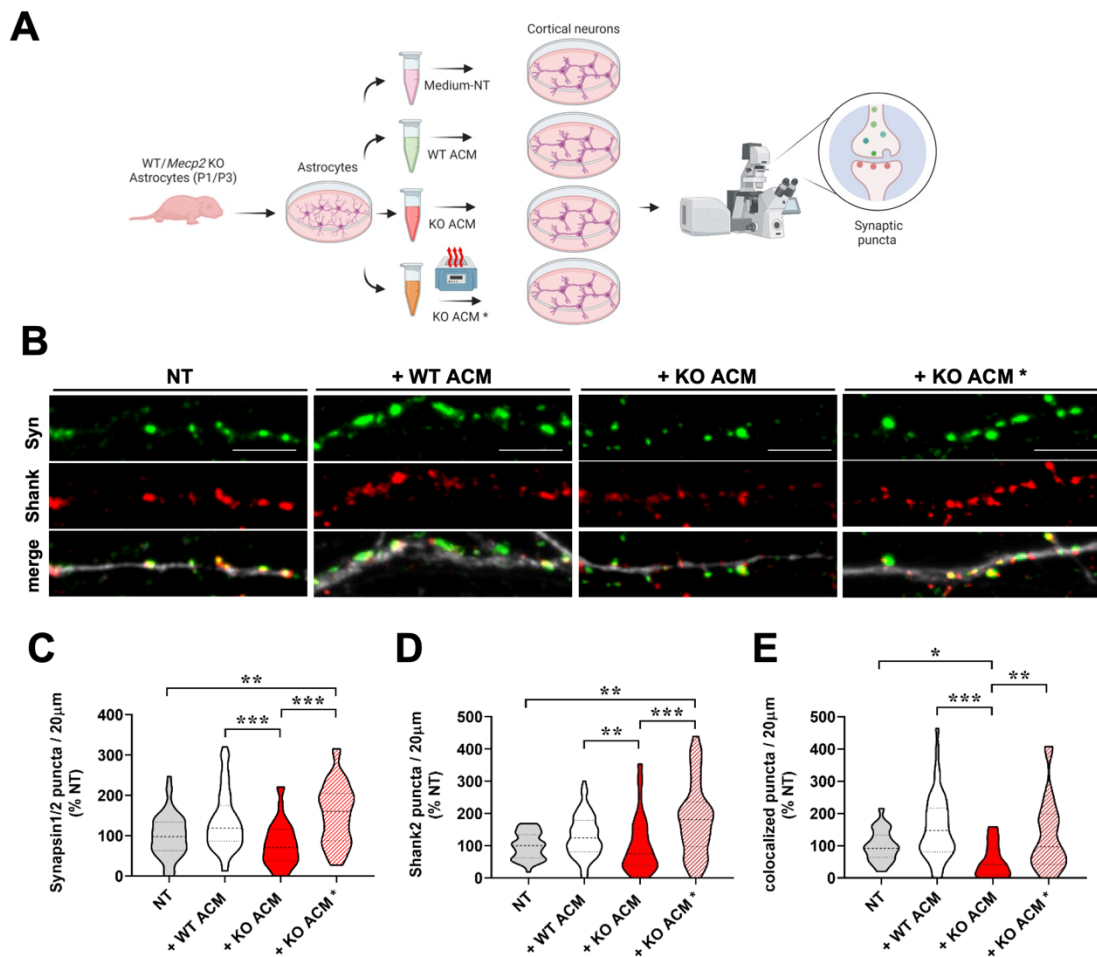 A
Cortical neurons
Medium-NT
WT/Mecp2 KO
Astrocytes (P1/P3)
Astrocytes
WT ACM
KO ACM
KO ACM *
Synaptic
puncta
B
NT
+ WT ACM
+ KO ACM
+ KO ACM *
Syn
Shank
merge
C
Synapsin1/2 puncta / 20μm
(% NT)
400
300
200
100
0
**
***
***
NT
+ WT ACM
+ KO ACM
+ KO ACM *
D
Shank2 puncta / 20μm
(% NT)
500
400
300
200
100
0
**
**
***
NT
+ WT ACM
+ KO ACM
+ KO ACM *
E
colocalized puncta / 20μm
(% NT)
500
400
300
200
100
0
*
***
**
NT
+ WT ACM
+ KO ACM
+ KO ACM *